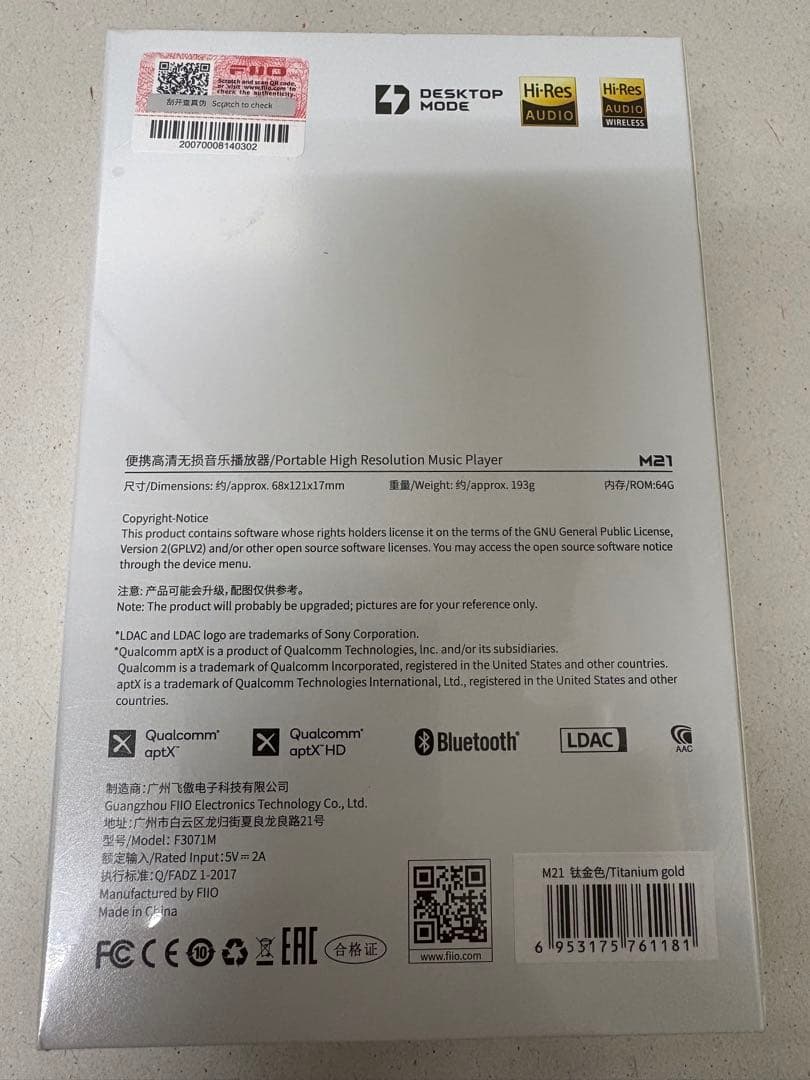 FIIO
Scratch and scan QR code,
or visit www.fiio.com to
check the authenticity.
刮开查真伪 Scratch to check
20070008140302
DESKTOP
MODE
Hi-Res
AUDIO
Hi-Res
AUDIO
WIRELESS
便携高清无损音乐播放器/Portable High Resolution Music Player
M21
尺寸/Dimensions: 约/approx. 68x121x17mm
重量/Weight: 约/approx. 193g
内存/ROM:64G
Copyright-Notice
This product contains software whose rights holders license it on the terms of the GNU General Public License,
Version 2(GPLV2) and/or other open source software licenses. You may access the open source software notice
through the device menu.
注意: 产品可能会升级，配图仅供参考。
Note: The product will probably be upgraded; pictures are for your reference only.
*LDAC and LDAC logo are trademarks of Sony Corporation.
*Qualcomm aptX is a product of Qualcomm Technologies, Inc. and/or its subsidiaries.
Qualcomm is a trademark of Qualcomm Incorporated, registered in the United States and other countries.
aptX is a trademark of Qualcomm Technologies International, Ltd., registered in the United States and other
countries.
Qualcomm®
aptX™
Qualcomm®
aptX™HD
Bluetooth®
LDAC
AAC
制造商:广州飞傲电子科技有限公司
Guangzhou FIIO Electronics Technology Co., Ltd.
地址:广州市白云区龙归街夏良龙良路21号
型号/Model: F3071M
额定输入/Rated Input:5V⎓2A
执行标准:Q/FADZ 1-2017
Manufactured by FIIO
Made in China
FC CE 10 EAC 合格证
www.fiio.com
M21 钛金色/Titanium gold
6 953175 761181